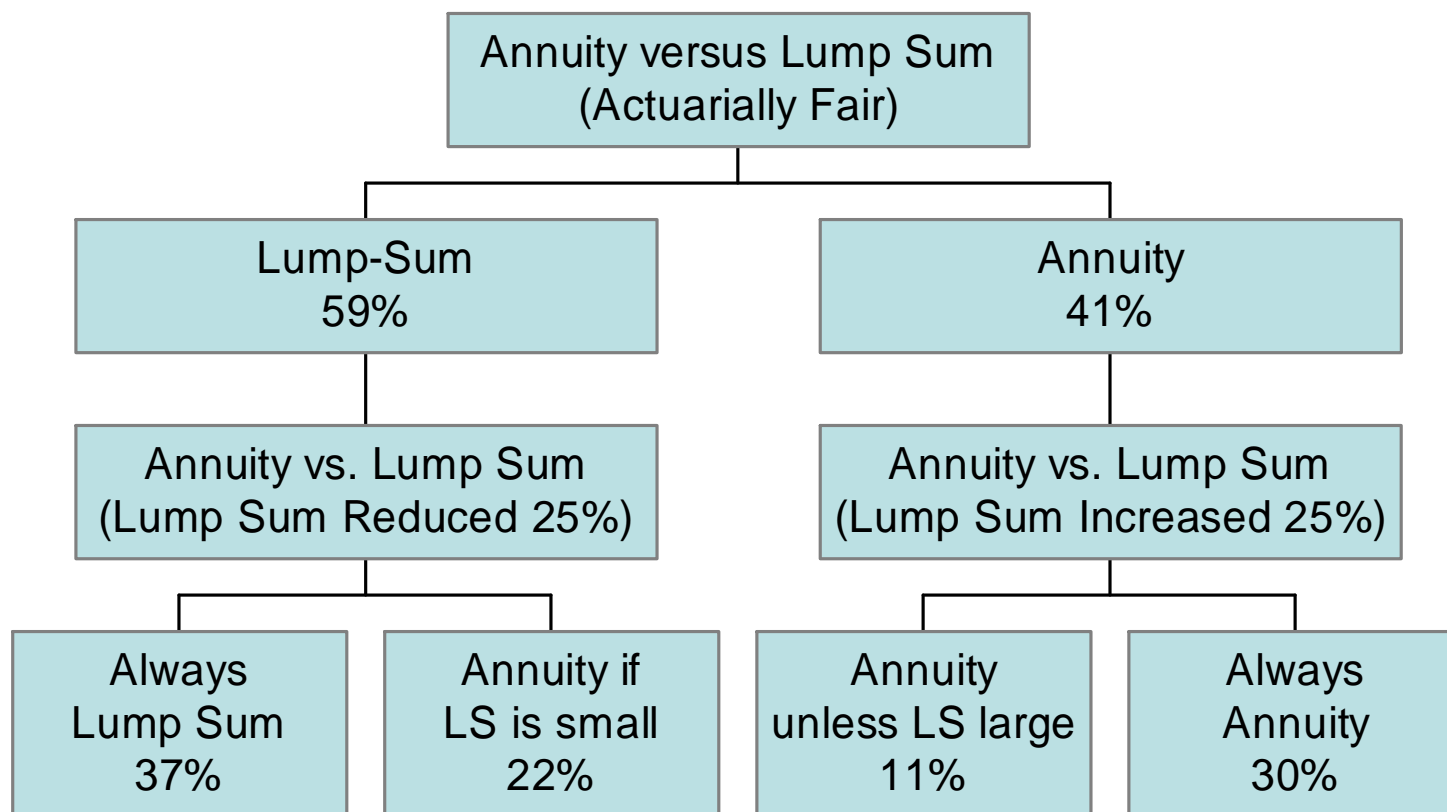 Annuity versus Lump Sum
(Actuarially Fair)
Lump-Sum
59%
Annuity
41%
Annuity vs. Lump Sum
(Lump Sum Reduced 25%)
Annuity vs. Lump Sum
(Lump Sum Increased 25%)
Always
Lump Sum
37%
Annuity if
LS is small
22%
Annuity
unless LS large
11%
Always
Annuity
30%